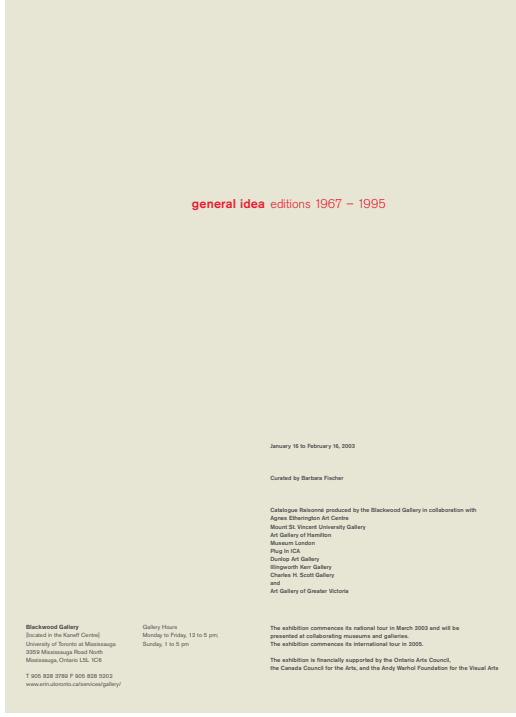 general idea editions 1967 – 1995
January 16 to February 16, 2003
Curated by Barbara Fischer
Catalogue Raisonné produced by the Blackwood Gallery in collaboration with
Agnes Etherington Art Centre
Mount St. Vincent University Gallery
Art Gallery of Hamilton
Museum London
Plug In ICA
Dunlop Art Gallery
Illingworth Kerr Gallery
Charles H. Scott Gallery
and
Art Gallery of Greater Victoria
Blackwood Gallery
(located in the Kaneff Centre)
University of Toronto at Mississauga
3359 Mississauga Road North
Mississauga, Ontario L5L 1C6
T 905 828 3789 F 905 828 5202
www.erin.utoronto.ca/services/gallery/
Gallery Hours
Monday to Friday, 12 to 5 pm;
Sunday, 1 to 5 pm
The exhibition commences its national tour in March 2003 and will be
presented at collaborating museums and galleries.
The exhibition commences its international tour in 2005.
The exhibition is financially supported by the Ontario Arts Council,
the Canada Council for the Arts, and the Andy Warhol Foundation for the Visual Arts